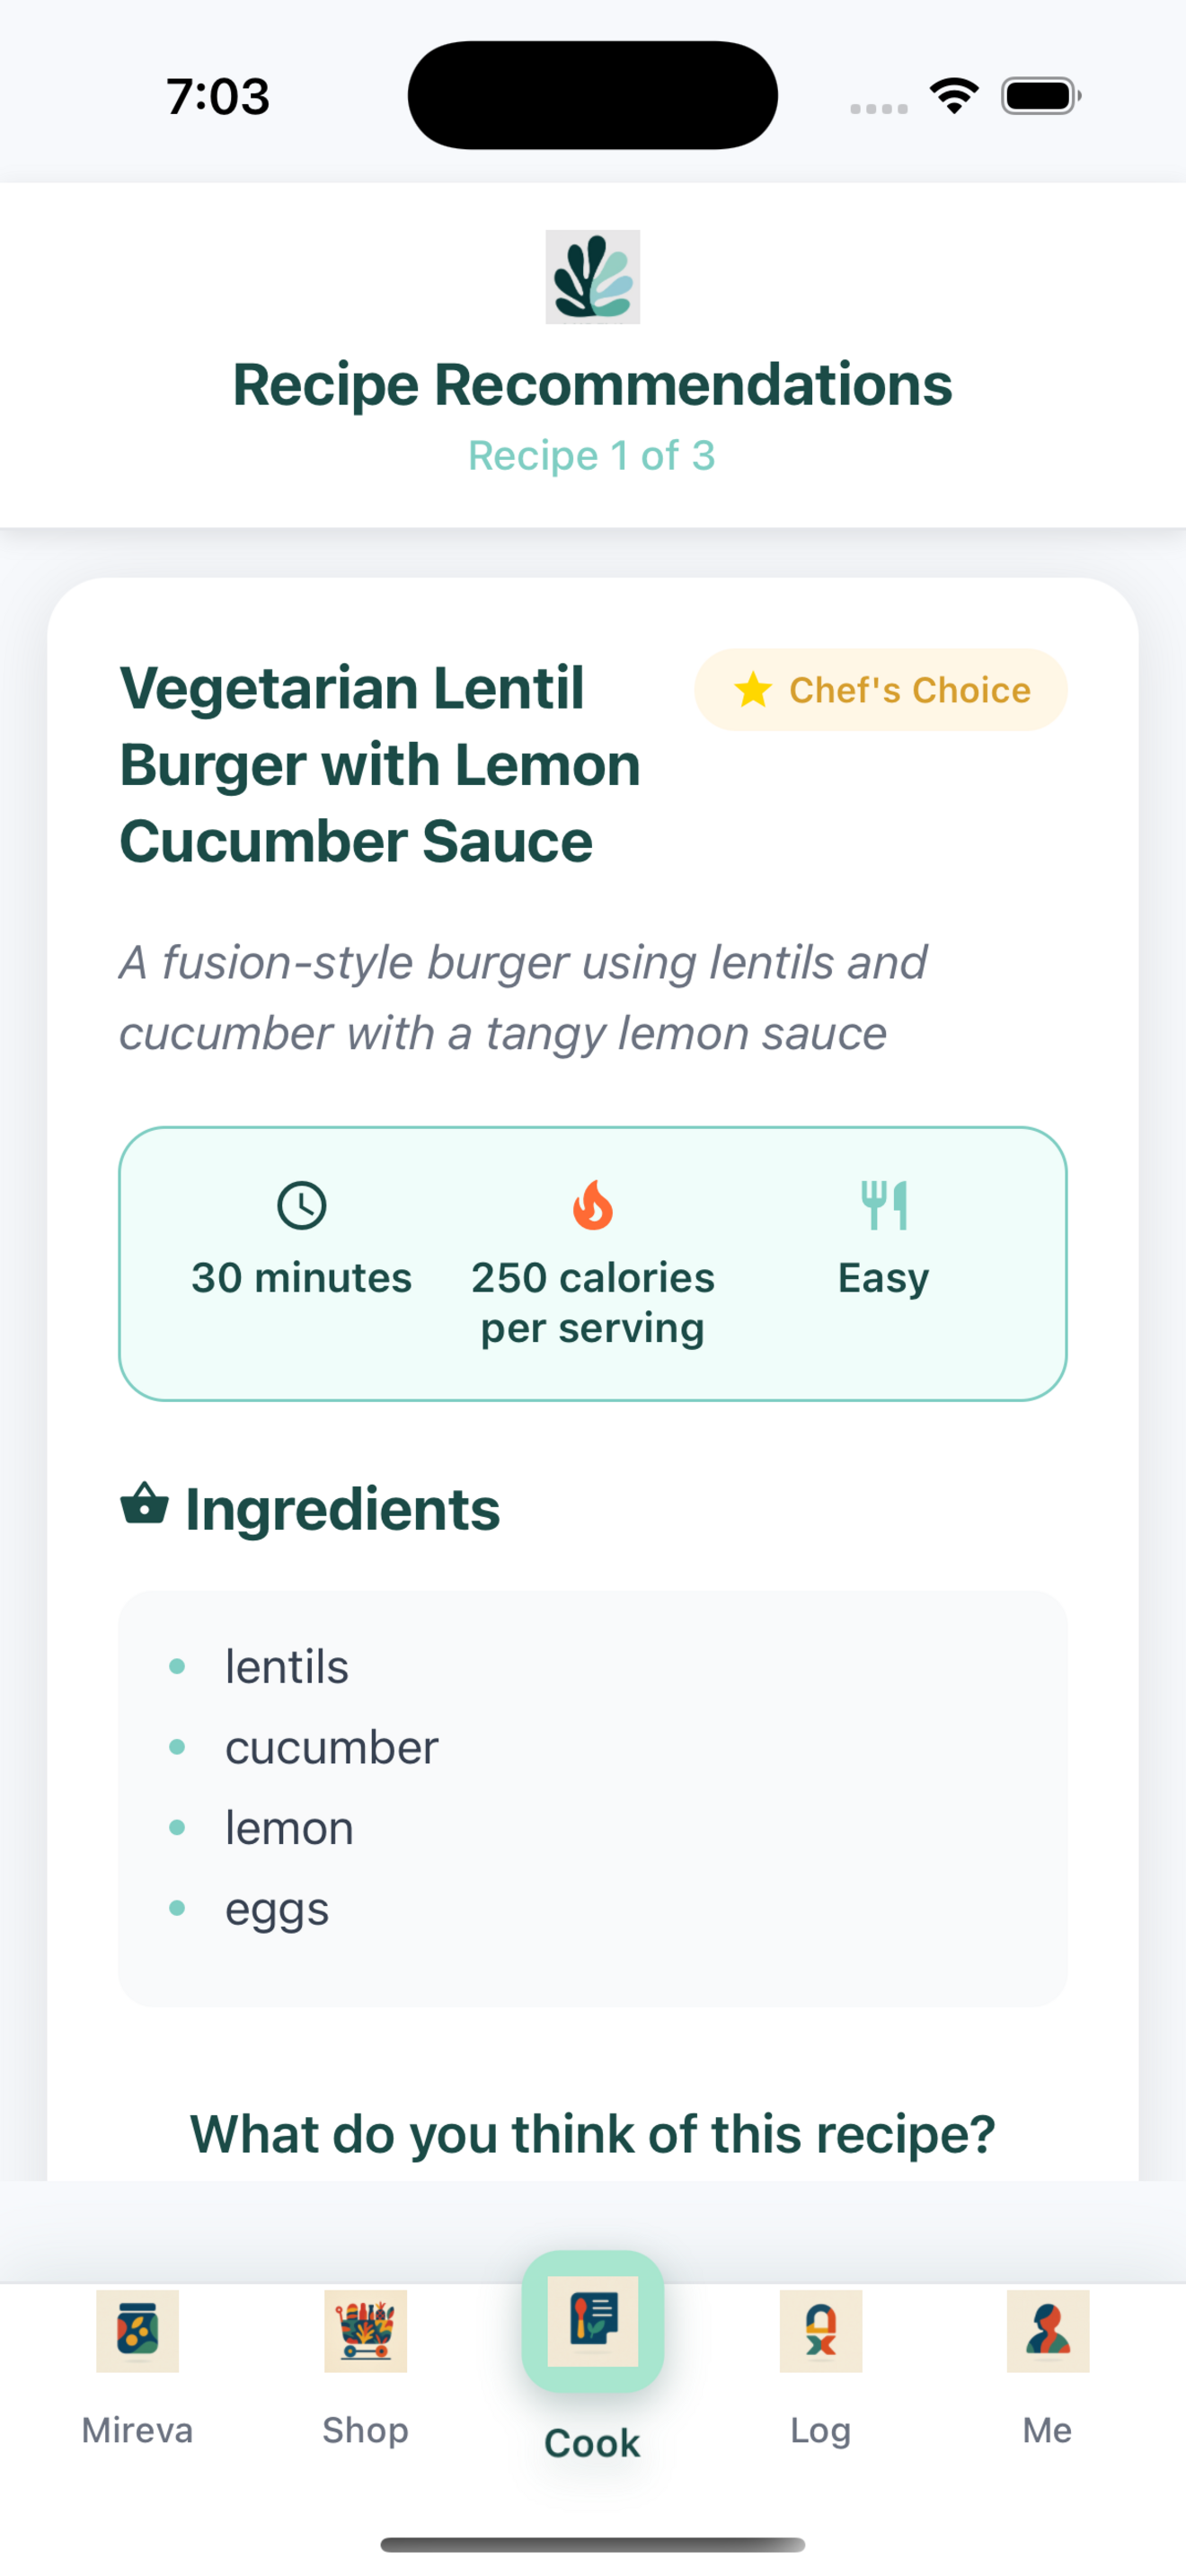 7:03
Recipe Recommendations
Recipe 1 of 3
Vegetarian Lentil
Burger with Lemon
Cucumber Sauce
Chef's Choice
A fusion-style burger using lentils and
cucumber with a tangy lemon sauce
30 minutes
250 calories
per serving
Easy
Ingredients
lentils
cucumber
lemon
eggs
What do you think of this recipe?
Mireva
Shop
Cook
Log
Me